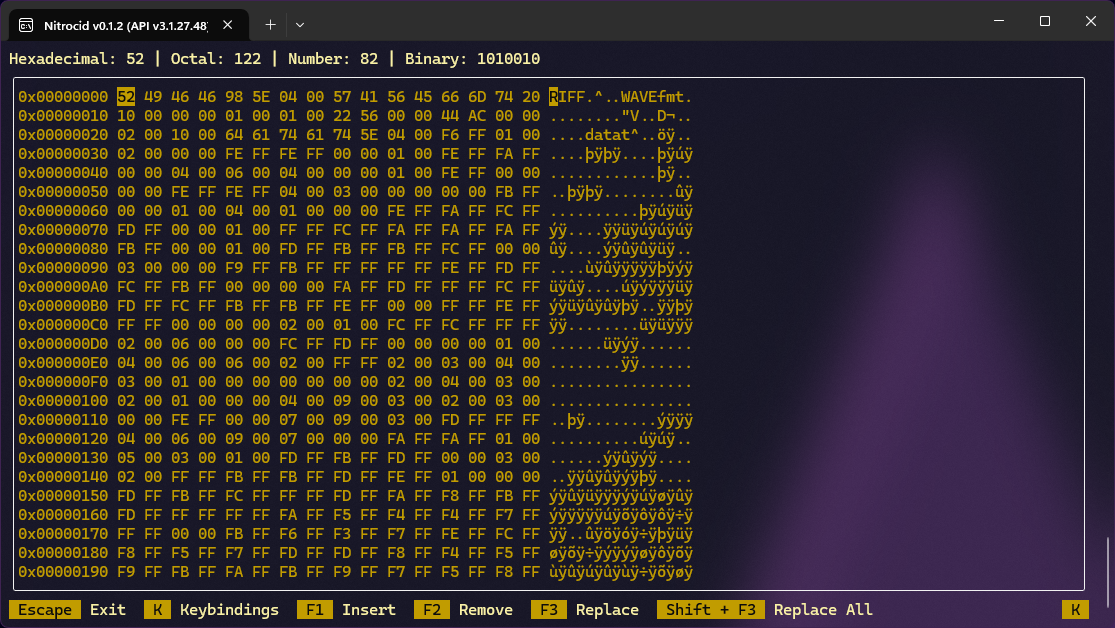 Nitrocid v0.1.2 (API v3.1.27.48)
Hexadecimal: 52 | Octal: 122 | Number: 82 | Binary: 1010010
0x00000000 52 49 46 46 98 5E 04 00 57 41 56 45 66 6D 74 20 RIFF.^..WAVEfmt.
0x00000010 10 00 00 00 01 00 01 00 22 56 00 00 44 AC 00 00 ........"V..D¬..
0x00000020 02 00 10 00 64 61 74 61 74 5E 04 00 F6 FF 01 00 ....datat^..öÿ..
0x00000030 02 00 00 00 FE FF FE FF 00 00 01 00 FE FF FA FF ....þÿþÿ....þÿúÿ
0x00000040 00 00 04 00 06 00 04 00 00 00 01 00 FE FF 00 00 ............þÿ..
0x00000050 00 00 FE FF FE FF 04 00 03 00 00 00 00 00 FB FF ..þÿþÿ........ûÿ
0x00000060 00 00 01 00 04 00 01 00 00 00 FE FF FA FF FC FF ..........þÿúÿüÿ
0x00000070 FD FF 00 00 01 00 FF FF FC FF FA FF FA FF FA FF ýÿ....ÿÿüÿúÿúÿúÿ
0x00000080 FB FF 00 00 01 00 FD FF FB FF FB FF FC FF 00 00 ûÿ....ýÿûÿûÿüÿ..
0x00000090 03 00 00 00 F9 FF FB FF FF FF FF FF FE FF FD FF ....ùÿûÿÿÿÿÿþÿýÿ
0x000000A0 FC FF FB FF 00 00 00 00 FA FF FD FF FF FF FC FF üÿûÿ....úÿýÿÿÿüÿ
0x000000B0 FD FF FC FF FB FF FB FF FE FF 00 00 FF FF FE FF ýÿüÿûÿûÿþÿ..ÿÿþÿ
0x000000C0 FF FF 00 00 00 00 02 00 01 00 FC FF FC FF FF FF ÿÿ........üÿüÿÿÿ
0x000000D0 02 00 06 00 00 00 FC FF FD FF 00 00 00 00 01 00 ......üÿýÿ......
0x000000E0 04 00 06 00 06 00 02 00 FF FF 02 00 03 00 04 00 ........ÿÿ......
0x000000F0 03 00 01 00 00 00 00 00 00 00 02 00 04 00 03 00 ................
0x00000100 02 00 01 00 00 00 04 00 09 00 03 00 02 00 03 00 ................
0x00000110 00 00 FE FF 00 00 07 00 09 00 03 00 FD FF FF FF ..þÿ........ýÿÿÿ
0x00000120 04 00 06 00 09 00 07 00 00 00 FA FF FA FF 01 00 ..........úÿúÿ..
0x00000130 05 00 03 00 01 00 FD FF FB FF FD FF 00 00 03 00 ......ýÿûÿýÿ....
0x00000140 02 00 FF FF FB FF FB FF FD FF FE FF 01 00 00 00 ..ÿÿûÿûÿýÿþÿ....
0x00000150 FD FF FB FF FC FF FF FF FD FF FA FF F8 FF FB FF ýÿûÿüÿÿÿýÿúÿøÿûÿ
0x00000160 FD FF FF FF FF FF FA FF F5 FF F4 FF F4 FF F7 FF ýÿÿÿÿÿúÿõÿôÿôÿ÷ÿ
0x00000170 FF FF 00 00 FB FF F6 FF F3 FF F7 FF FE FF FC FF ÿÿ..ûÿöÿóÿ÷ÿþÿüÿ
0x00000180 F8 FF F5 FF F7 FF FD FF FD FF F8 FF F4 FF F5 FF øÿõÿ÷ÿýÿýÿøÿôÿõÿ
0x00000190 F9 FF FB FF FA FF FB FF F9 FF F7 FF F5 FF F8 FF ùÿûÿúÿûÿùÿ÷ÿõÿøÿ
Escape Exit K Keybindings F1 Insert F2 Remove F3 Replace Shift + F3 Replace All K